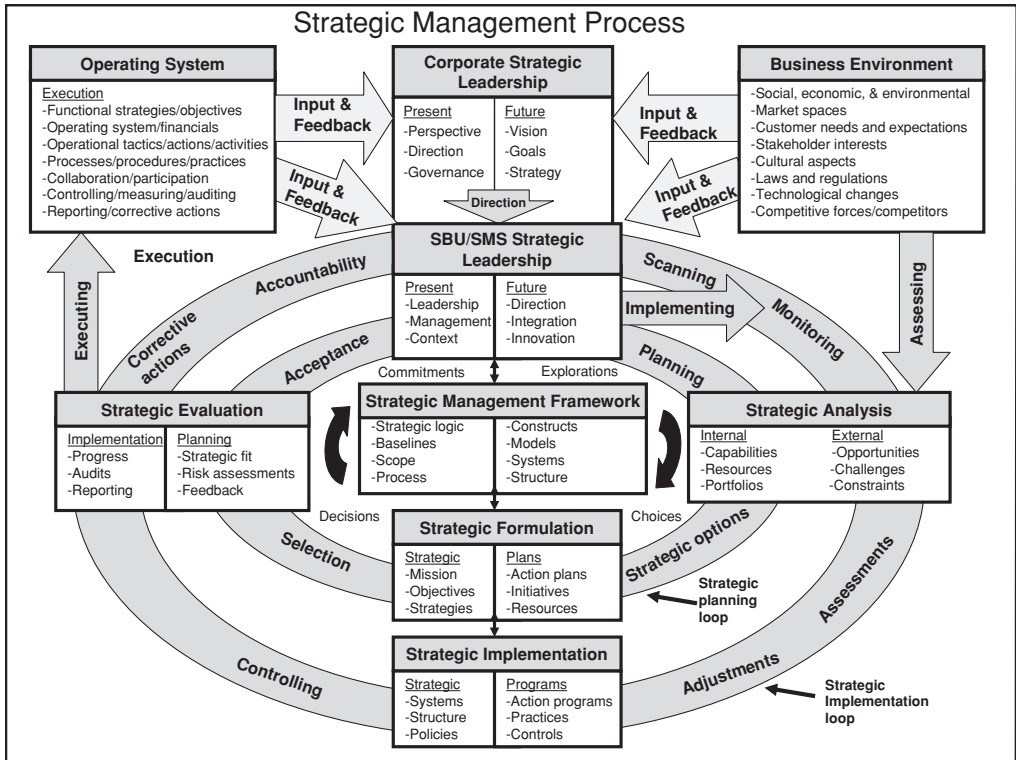 Strategic Management Process
Operating System
Execution
-Functional strategies/objectives
-Operating system/financials
-Operational tactics/actions/activities
-Processes/procedures/practices
-Collaboration/participation
-Controlling/measuring/auditing
-Reporting/corrective actions
Input &
Feedback
Input &
Feedback
Corporate Strategic
Leadership
Present
-Perspective
-Direction
-Governance
Future
-Vision
-Goals
-Strategy
Direction
Input &
Feedback
Input &
Feedback
Business Environment
-Social, economic, & environmental
-Market spaces
-Customer needs and expectations
-Stakeholder interests
-Cultural aspects
-Laws and regulations
-Technological changes
-Competitive forces/competitors
Execution
Executing
Accountability
Corrective
actions
Acceptance
SBU/SMS Strategic
Leadership
Present
-Leadership
-Management
-Context
Future
-Direction
-Integration
-Innovation
Scanning
Implementing
Monitoring
Planning
Assessing
Commitments
Explorations
Strategic Evaluation
Implementation
-Progress
-Audits
-Reporting
Planning
-Strategic fit
-Risk assessments
-Feedback
Strategic Management Framework
-Strategic logic
-Baselines
-Scope
-Process
-Constructs
-Models
-Systems
-Structure
Strategic Analysis
Internal
-Capabilities
-Resources
-Portfolios
External
-Opportunities
-Challenges
-Constraints
Decisions
Choices
Selection
Strategic Formulation
Strategic
-Mission
-Objectives
-Strategies
Plans
-Action plans
-Initiatives
-Resources
Strategic options
Strategic
planning
loop
Assessments
Controlling
Strategic Implementation
Strategic
-Systems
-Structure
-Policies
Programs
-Action programs
-Practices
-Controls
Adjustments
Strategic
Implementation
loop